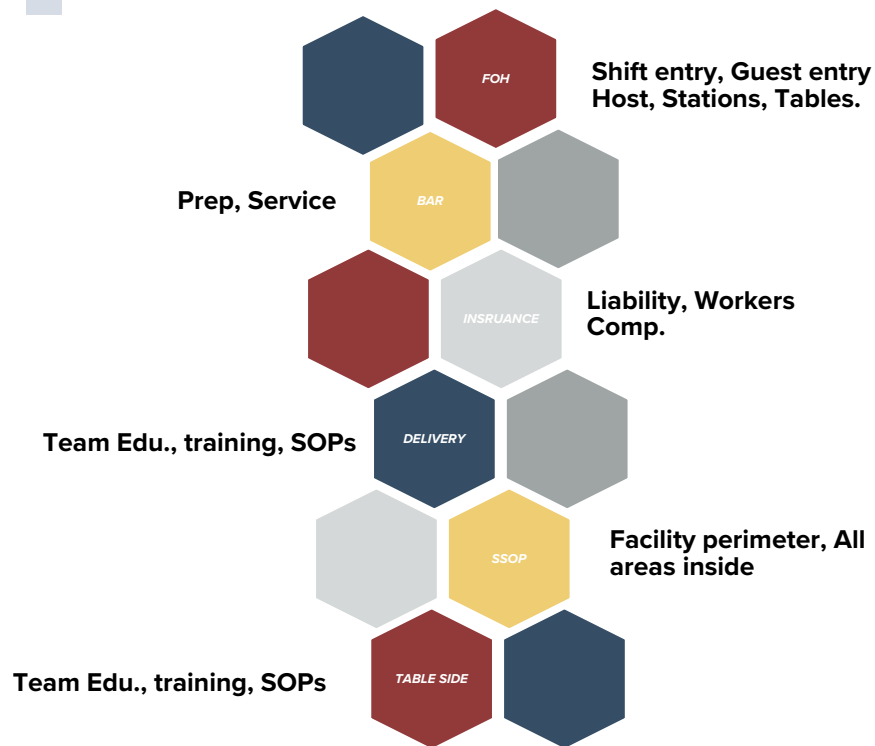 FOH
Shift entry, Guest entry
Host, Stations, Tables.
Prep, Service
BAR
INSRUANCE
Liability, Workers
Comp.
Team Edu., training, SOPs
DELIVERY
SSOP
Facility perimeter, All
areas inside
Team Edu., training, SOPs
TABLE SIDE